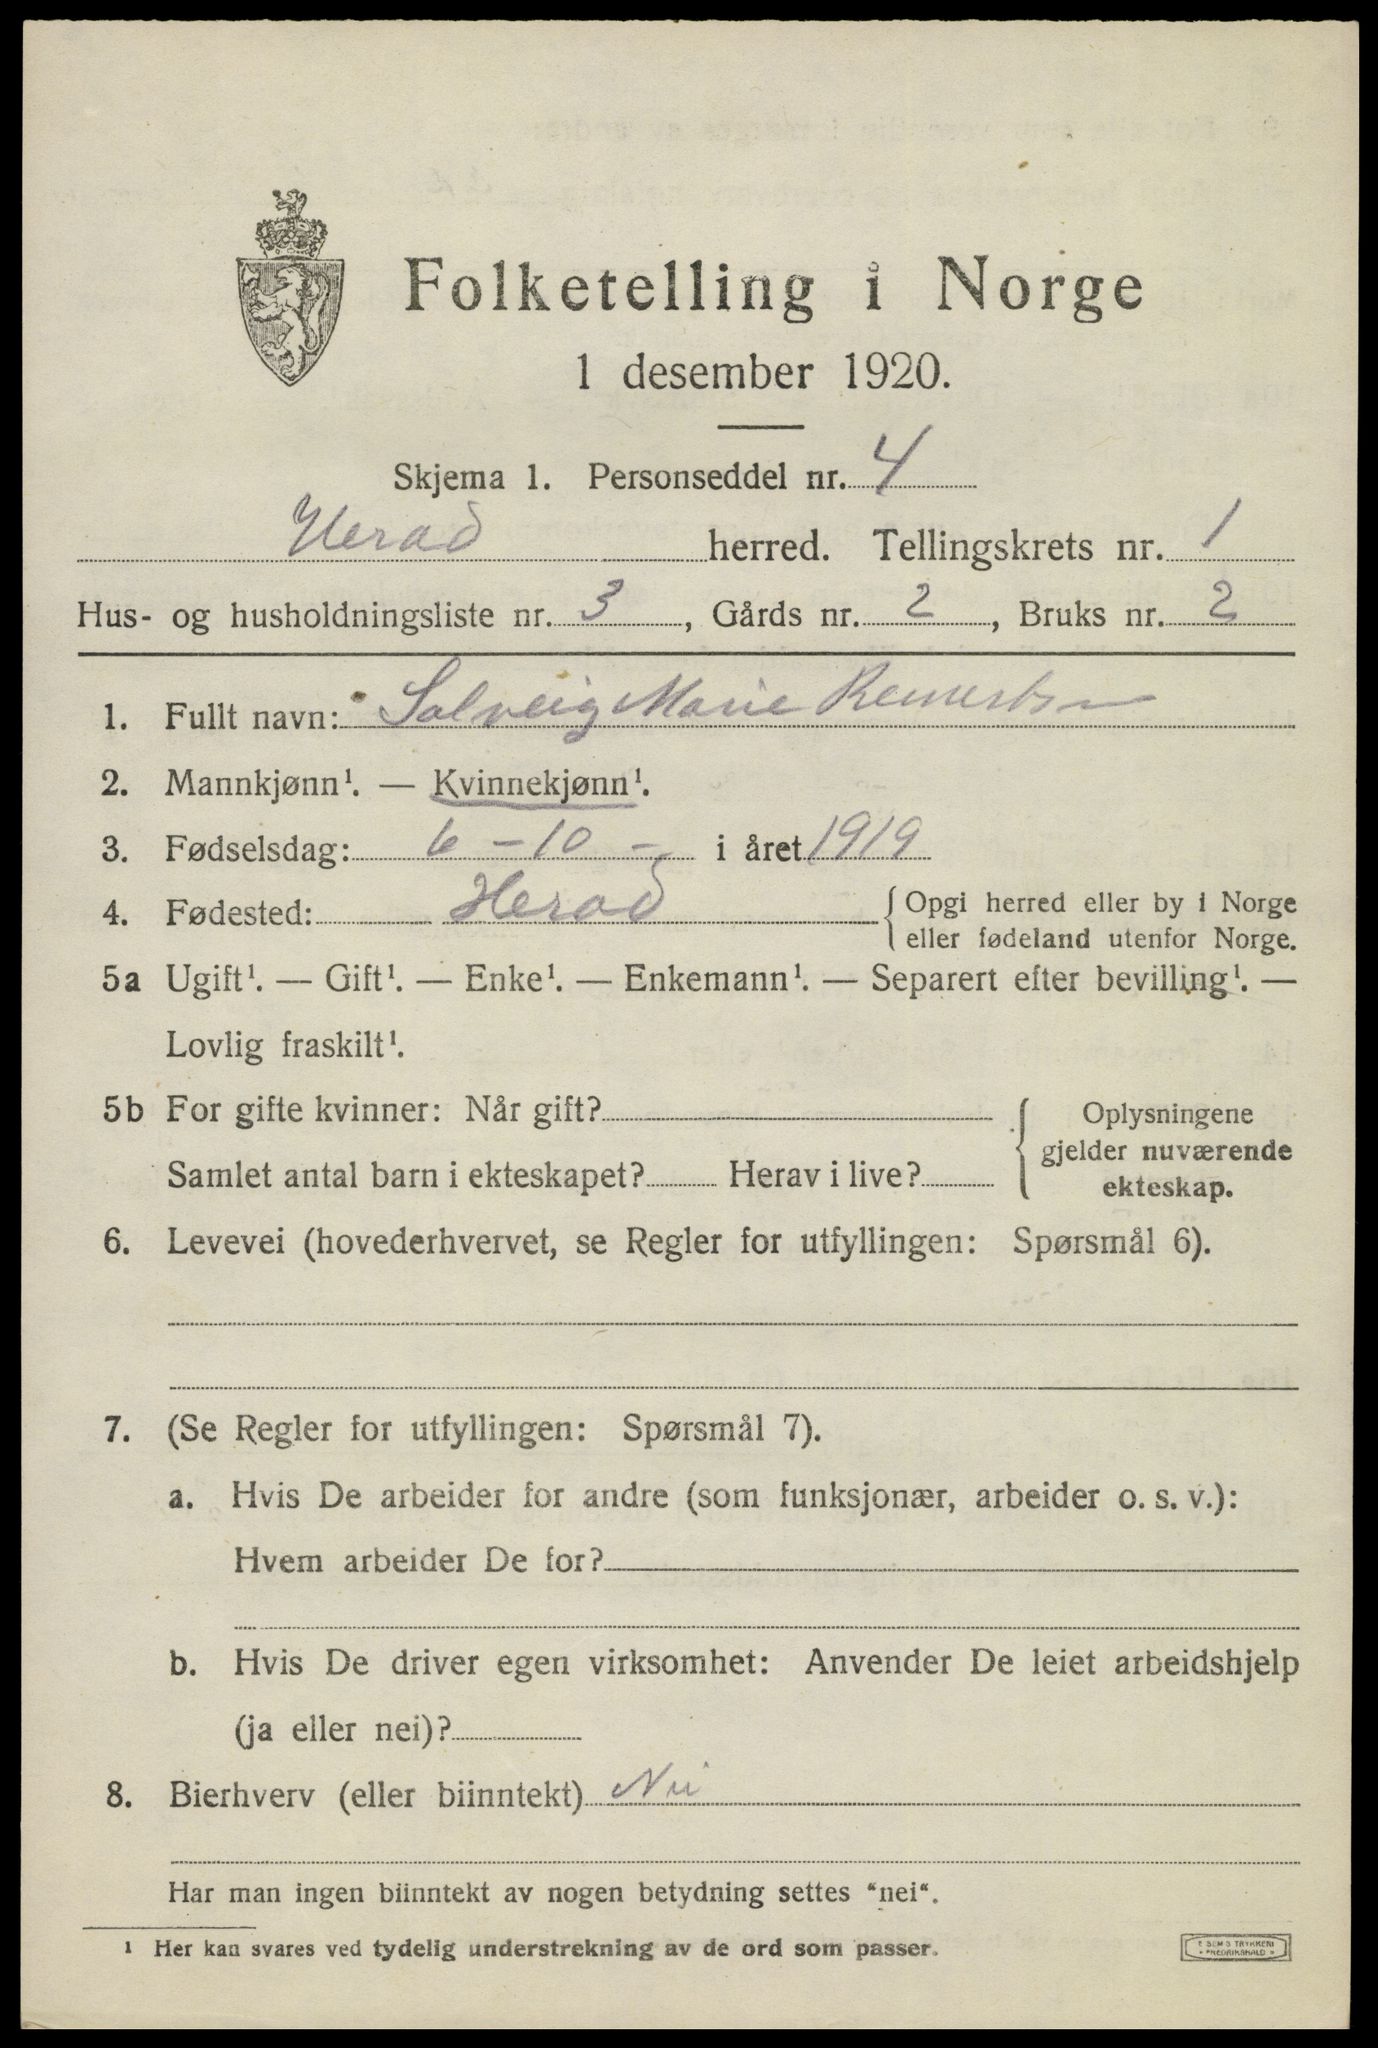 Folketelling i Norge
1 desember 1920.
Skjema 1. Personseddel nr. 4
Herad herred. Tellingskrets nr. 1
Hus- og husholdningsliste nr. 3, Gårds nr. 2, Bruks nr. 2
1. Fullt navn: Solveig Marie Reinertsen
2. Mannkjønn¹. — Kvinnekjønn¹.
3. Fødselsdag: 6 - 10 - i året 1919
4. Fødested: Herad { Opgi herred eller by i Norge
eller fødeland utenfor Norge.
5a Ugift¹. — Gift¹. — Enke¹. — Enkemann¹. — Separert efter bevilling¹. —
Lovlig fraskilt¹.
5b For gifte kvinner: Når gift?
Samlet antal barn i ekteskapet? Herav i live?
{ Oplysningene
gjelder nuværende
ekteskap.
6. Levevei (hovederhvervet, se Regler for utfyllingen: Spørsmål 6).
7. (Se Regler for utfyllingen: Spørsmål 7).
a. Hvis De arbeider for andre (som funksjonær, arbeider o. s. v.):
Hvem arbeider De for?
b. Hvis De driver egen virksomhet: Anvender De leiet arbeidshjelp
(ja eller nei)?
8. Bierhverv (eller biinntekt) Nei
Har man ingen biinntekt av nogen betydning settes "nei".
¹ Her kan svares ved tydelig understrekning av de ord som passer.
E SEM'S TRYKKERI
• FREDRIKSHALD •